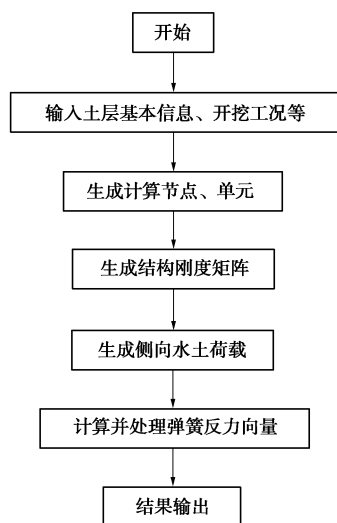 开始
输入土层基本信息、开挖工况等
生成计算节点、单元
生成结构刚度矩阵
生成侧向水土荷载
计算并处理弹簧反力向量
结果输出